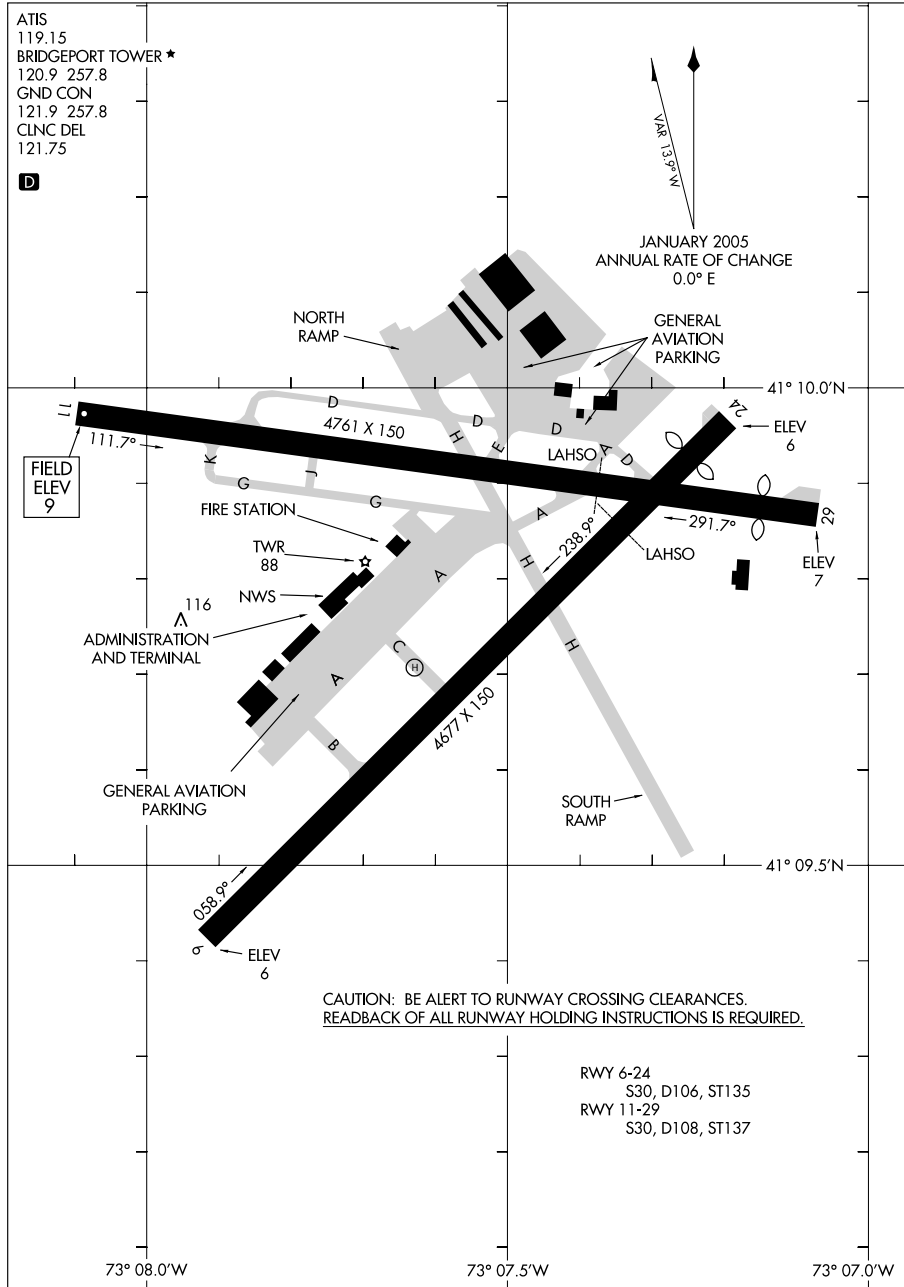 ATIS
119.15
BRIDGEPORT TOWER ★
120.9 257.8
GND CON
121.9 257.8
CLNC DEL
121.75
D
VAR 13.9° W
JANUARY 2005
ANNUAL RATE OF CHANGE
0.0° E
NORTH
RAMP
GENERAL
AVIATION
PARKING
41° 10.0'N
11
111.7°
4761 X 150
D
D
D
D
H
E
A
K
J
G
G
24
ELEV
6
FIELD
ELEV
9
LAHSO
FIRE STATION
TWR
88
NWS
A
A
H
238.9°
291.7°
29
LAHSO
ELEV
7
116
ADMINISTRATION
AND TERMINAL
C
H
H
A
B
4677 X 150
GENERAL AVIATION
PARKING
SOUTH
RAMP
41° 09.5'N
058.9°
6
ELEV
6
CAUTION: BE ALERT TO RUNWAY CROSSING CLEARANCES.
READBACK OF ALL RUNWAY HOLDING INSTRUCTIONS IS REQUIRED.
RWY 6-24
S30, D106, ST135
RWY 11-29
S30, D108, ST137
73° 08.0'W
73° 07.5'W
73° 07.0'W